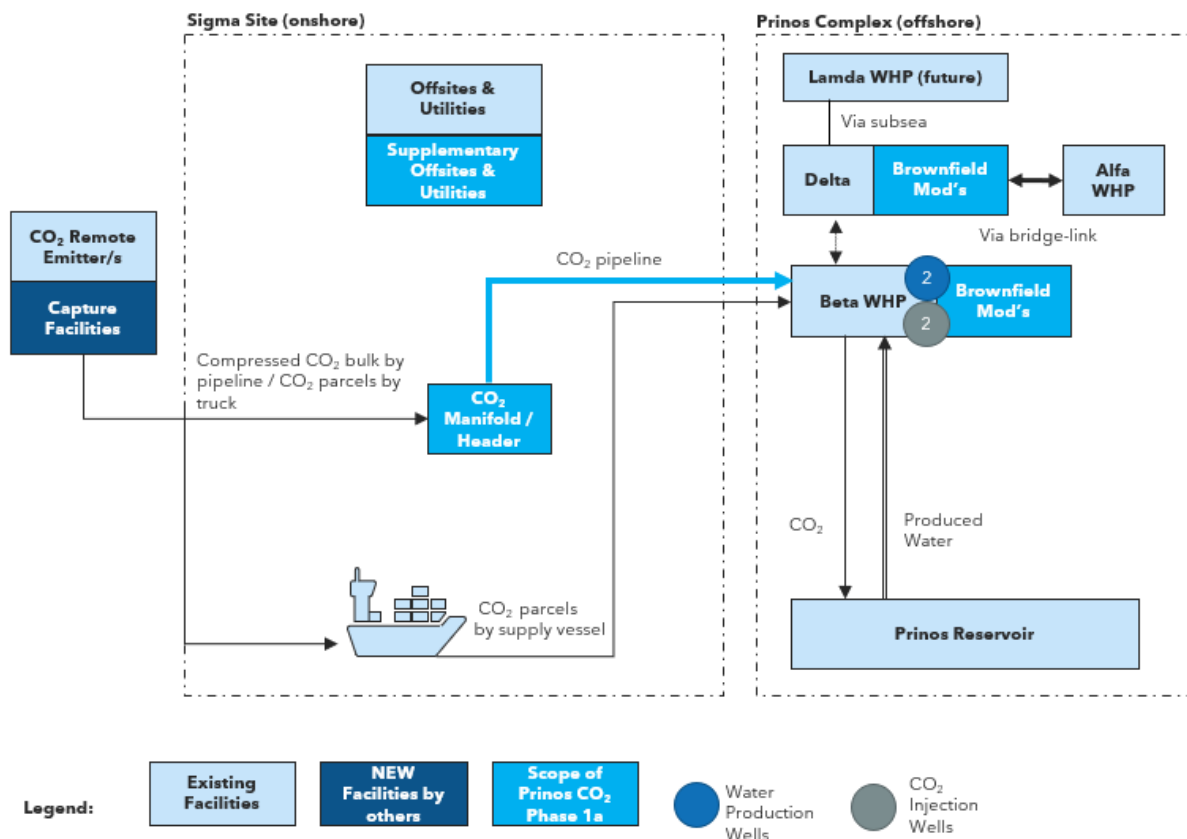 Sigma Site (onshore)
Prinos Complex (offshore)
Offsites &
Utilities
Supplementary
Offsites &
Utilities
Lamda WHP (future)
Via subsea
Delta
Brownfield
Mod's
Alfa
WHP
Via bridge-link
CO₂ Remote
Emitter/s
Capture
Facilities
CO₂ pipeline
Beta WHP
2
2
Brownfield
Mod's
Compressed CO₂ bulk by
pipeline / CO₂ parcels by
truck
CO₂
Manifold /
Header
CO₂
Produced
Water
CO₂ parcels
by supply vessel
Prinos Reservoir
Legend:
Existing
Facilities
NEW
Facilities by
others
Scope of
Prinos CO₂
Phase 1a
Water
Production
Wells
CO₂
Injection
Wells